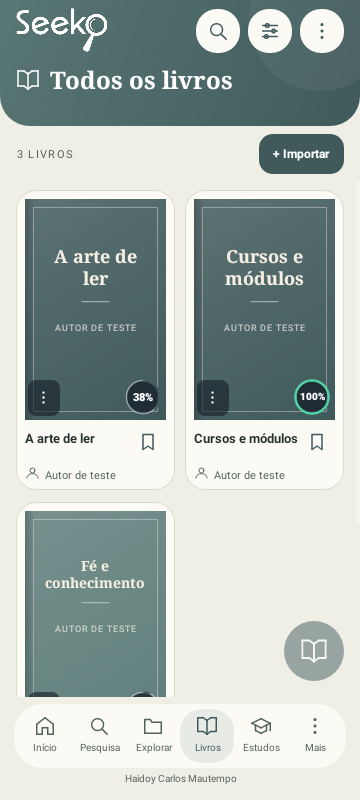 Seeko
Todos os livros
3 LIVROS
+ Importar
A arte de
ler
AUTOR DE TESTE
38%
Cursos e
módulos
AUTOR DE TESTE
100%
A arte de ler
Autor de teste
Cursos e módulos
Autor de teste
Fé e
conhecimento
AUTOR DE TESTE
Início
Pesquisa
Explorar
Livros
Estudos
Mais
Haidoy Carlos Mautempo